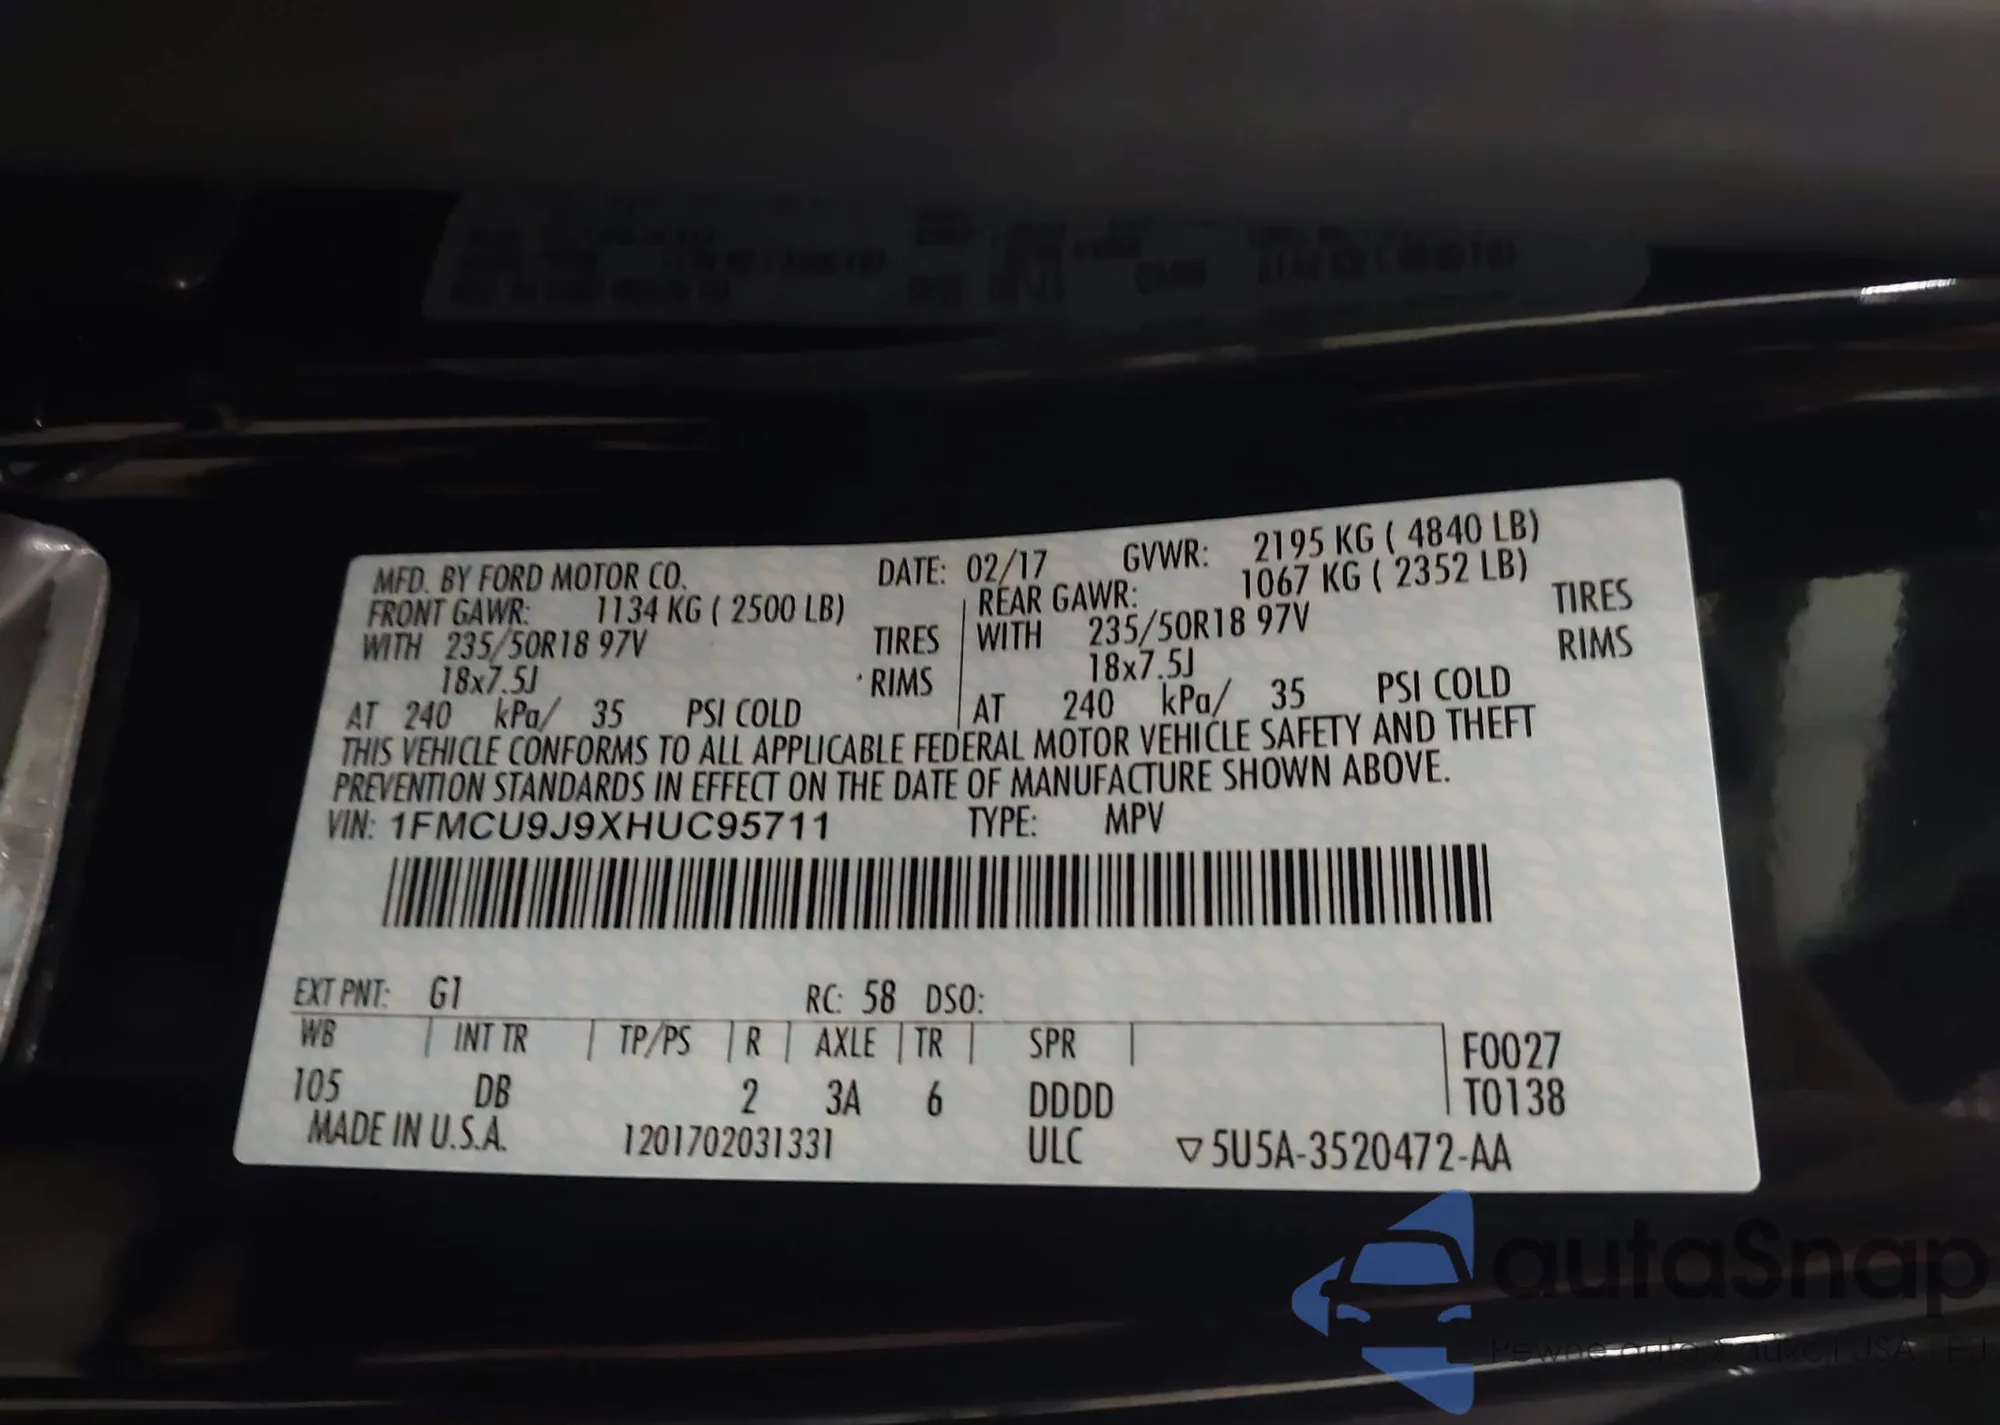 MFD. BY FORD MOTOR CO. DATE: 02/17 GVWR: 2195 KG ( 4840 LB)
FRONT GAWR: 1134 KG ( 2500 LB) REAR GAWR: 1067 KG ( 2352 LB)
WITH 235/50R18 97V TIRES WITH 235/50R18 97V TIRES
18x7.5J RIMS 18x7.5J RIMS
AT 240 kPa/ 35 PSI COLD AT 240 kPa/ 35 PSI COLD
THIS VEHICLE CONFORMS TO ALL APPLICABLE FEDERAL MOTOR VEHICLE SAFETY AND THEFT
PREVENTION STANDARDS IN EFFECT ON THE DATE OF MANUFACTURE SHOWN ABOVE.
VIN: 1FMCU9J9XHUC95711 TYPE: MPV
EXT PNT: G1 RC: 58 DSO:
WB INT TR TP/PS R AXLE TR SPR F0027
105 DB 2 3A 6 DDDD T0138
MADE IN U.S.A. 1201702031331 ULC ▽5U5A-3520472-AA
autaSnap
Pewne auta z USA i EU